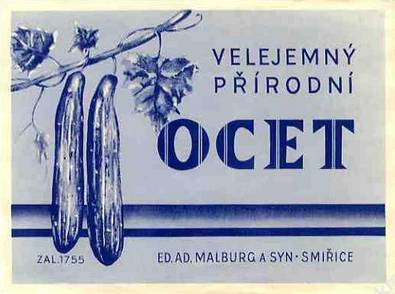 VELEJEMNÝ
PŘÍRODNÍ
OCET
ZAL.1755
ED. AD. MALBURG A SYN · SMIŘICE